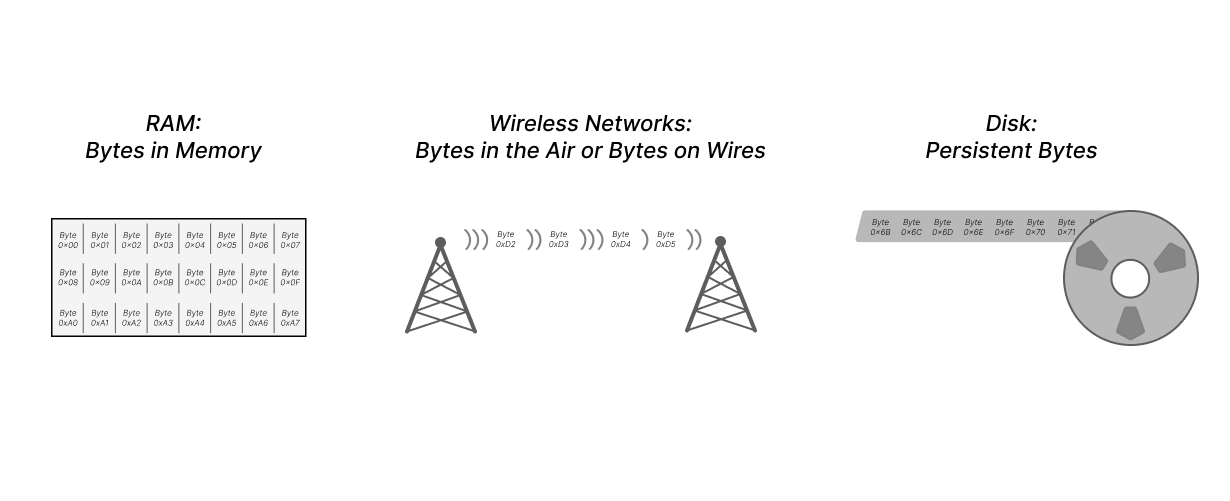 RAM:
Bytes in Memory
Byte Byte Byte Byte Byte Byte Byte Byte
0×00 0×01 0×02 0×03 0×04 0×05 0×06 0×07
Byte Byte Byte Byte Byte Byte Byte Byte
0×08 0×09 0×0A 0×0B 0×0C 0×0D 0×0E 0×0F
Byte Byte Byte Byte Byte Byte Byte Byte
0xA0 0xA1 0xA2 0xA3 0xA4 0xA5 0xA6 0xA7
Wireless Networks:
Bytes in the Air or Bytes on Wires
Byte Byte Byte Byte
0xD2 0xD3 0xD4 0xD5
Disk:
Persistent Bytes
Byte Byte Byte Byte Byte Byte Byte
0×6B 0×6C 0×6D 0×6E 0×6F 0×70 0×71